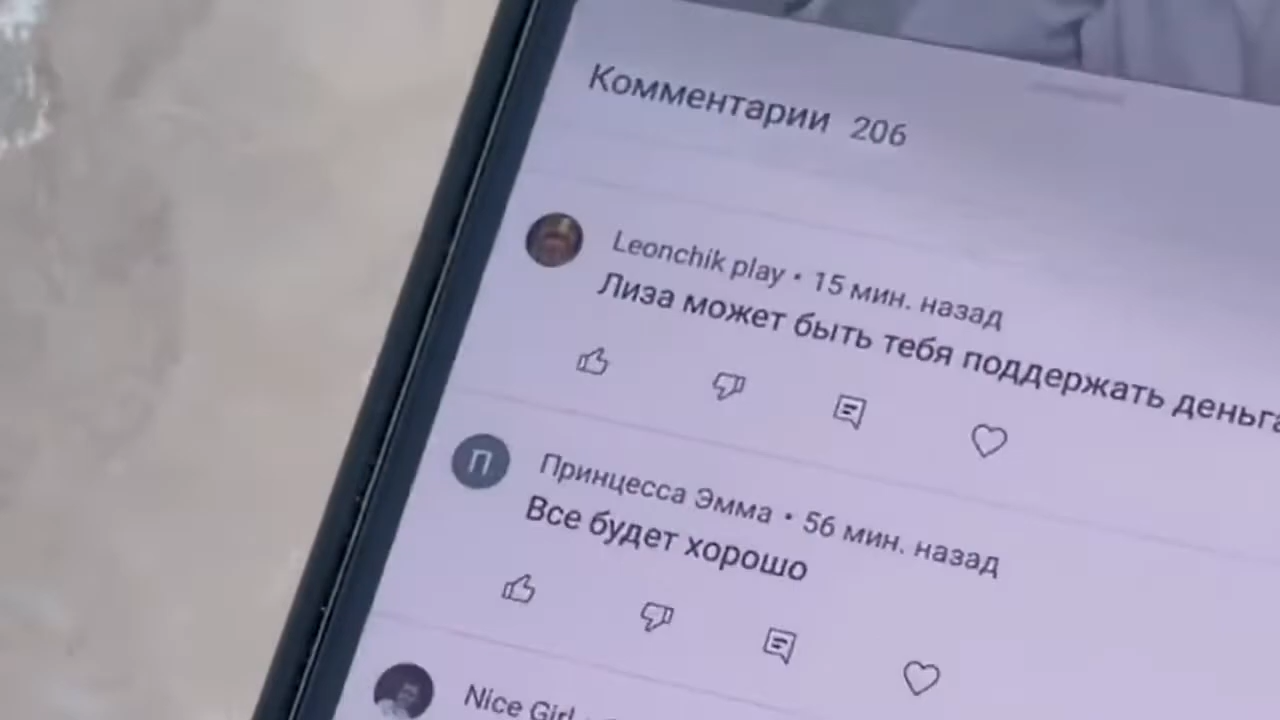 Комментарии 206
Leonchik play • 15 мин. назад
Лиза может быть тебя поддержать
П
Принцесса Эмма • 56 мин. назад
Все будет хорошо
Nice Girl